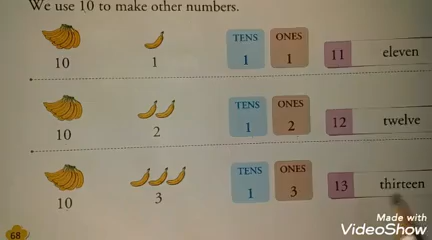 We use 10 to make other numbers.
TENS ONES
10 1 1 1 11 eleven
TENS ONES
10 2 1 2 12 twelve
TENS ONES
10 3 1 3 13 thirteen
68
Made with
VideoShow